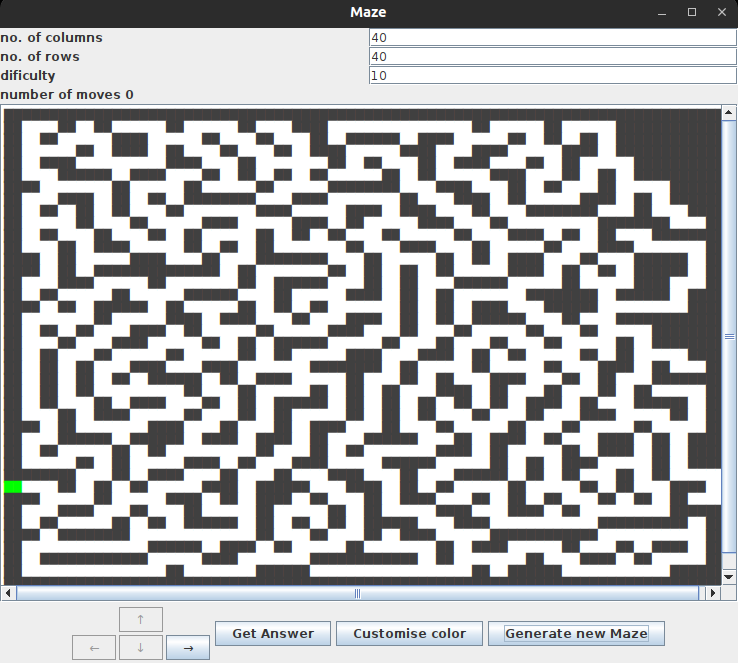 Maze
no. of columns 40
no. of rows 40
dificulty 10
number of moves 0
↑
← ↓ → Get Answer Customise color Generate new Maze